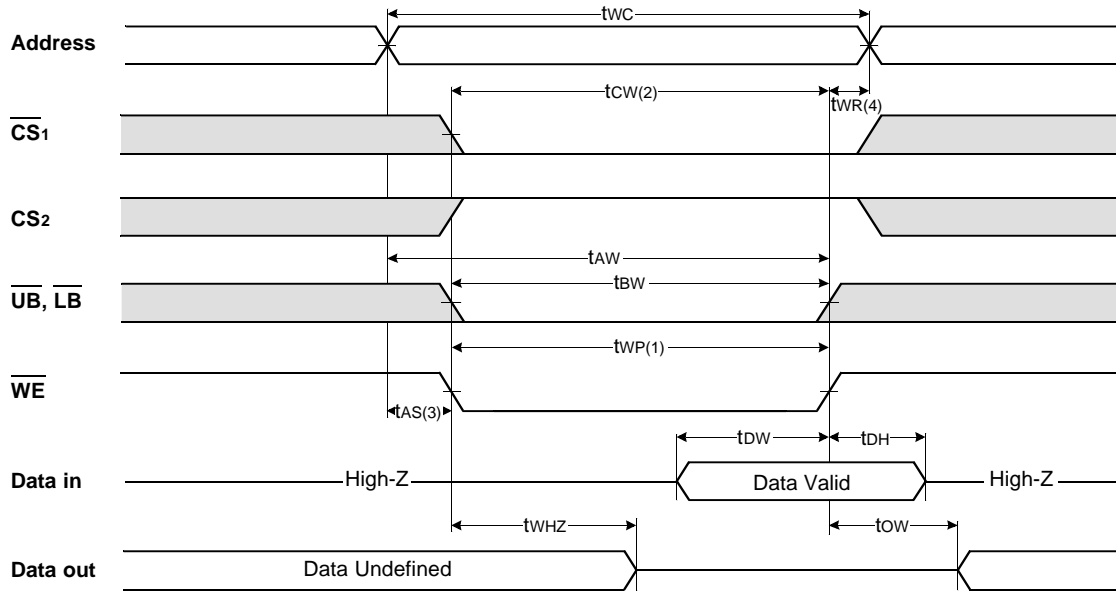 tWC
Address
tCW(2)
tWR(4)
CS1
CS2
tAW
tBW
UB, LB
tWP(1)
WE
tAS(3)
tDW
tDH
Data in
High-Z
Data Valid
High-Z
tWHZ
tOW
Data out
Data Undefined